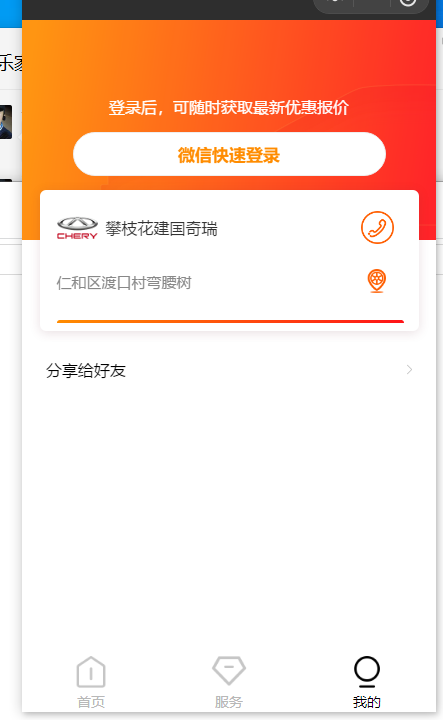 乐家
登录后，可随时获取最新优惠报价
微信快速登录
CHERY 攀枝花建国奇瑞
仁和区渡口村弯腰树
分享给好友
首页 服务 我的